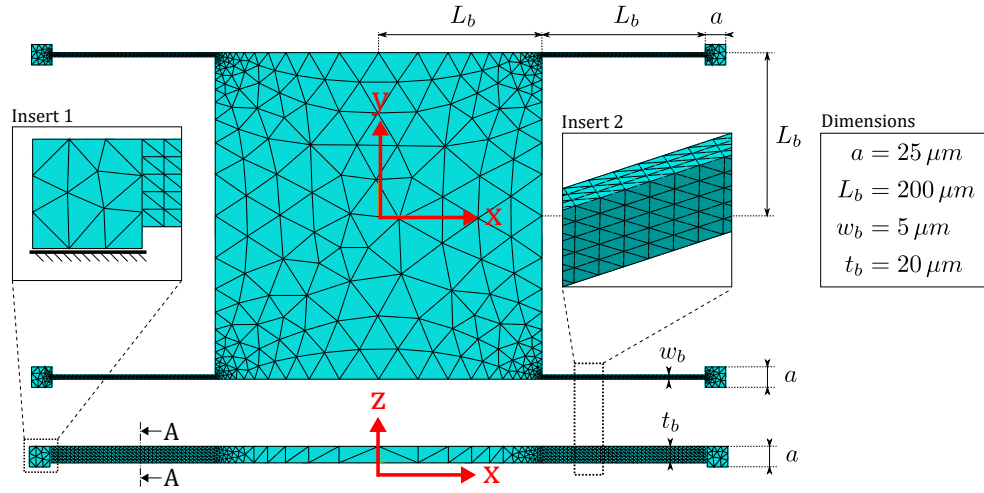 L_b
L_b
a
Insert 1
y
x
Insert 2
L_b
Dimensions
a = 25 μm
L_b = 200 μm
w_b = 5 μm
t_b = 20 μm
w_b
a
z
A
t_b
x
A
a